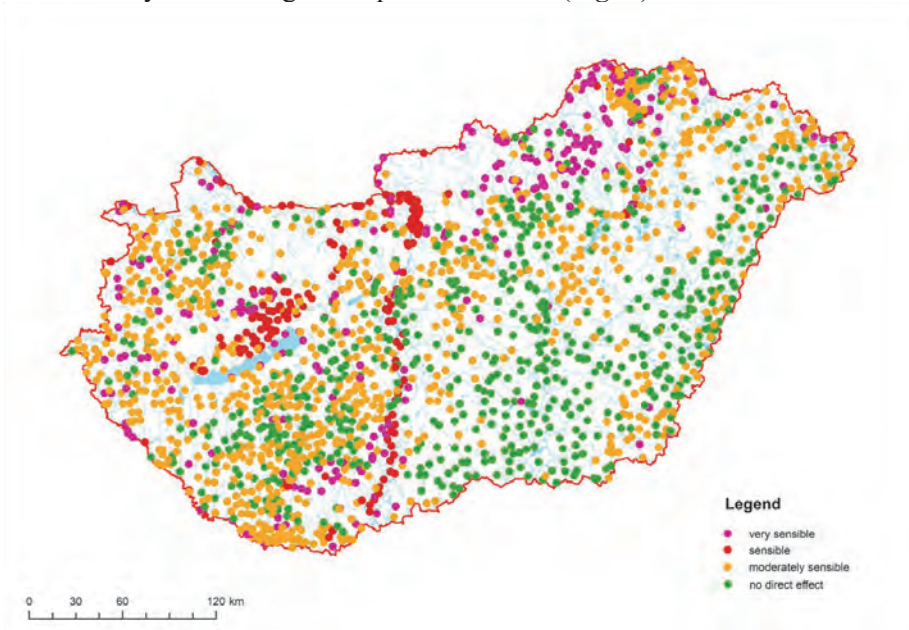 Legend
very sensible
sensible
moderately sensible
no direct effect
0 30 60 120 km